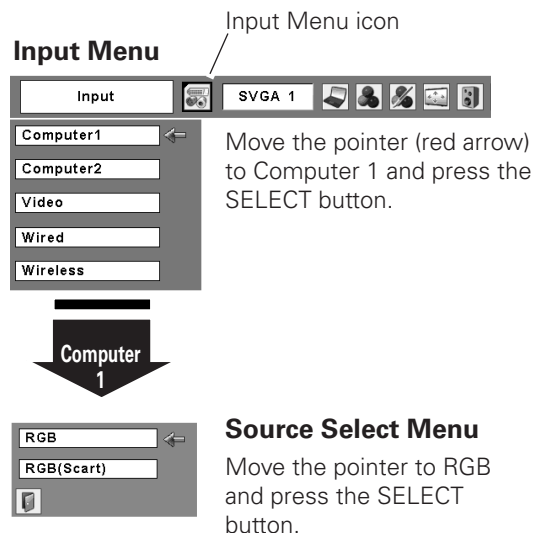 Input Menu icon
Input Menu
Input
SVGA 1
Computer1
Computer2
Video
Wired
Wireless
Move the pointer (red arrow)
to Computer 1 and press the
SELECT button.
Computer
1
RGB
RGB(Scart)
Source Select Menu
Move the pointer to RGB
and press the SELECT
button.